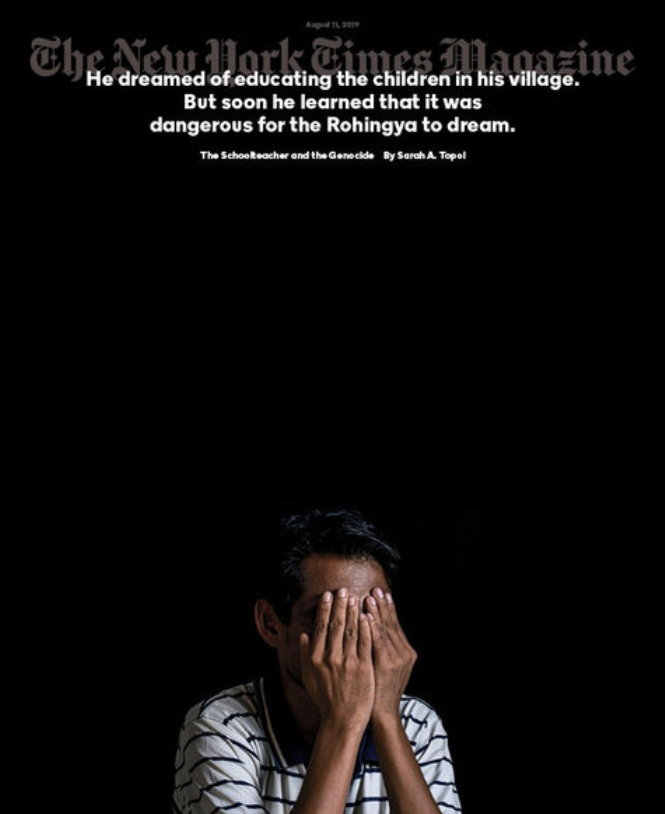 August 11, 2019
The New York Times Magazine
He dreamed of educating the children in his village.
But soon he learned that it was
dangerous for the Rohingya to dream.
The Schoolteacher and the Genocide By Sarah A. Topol